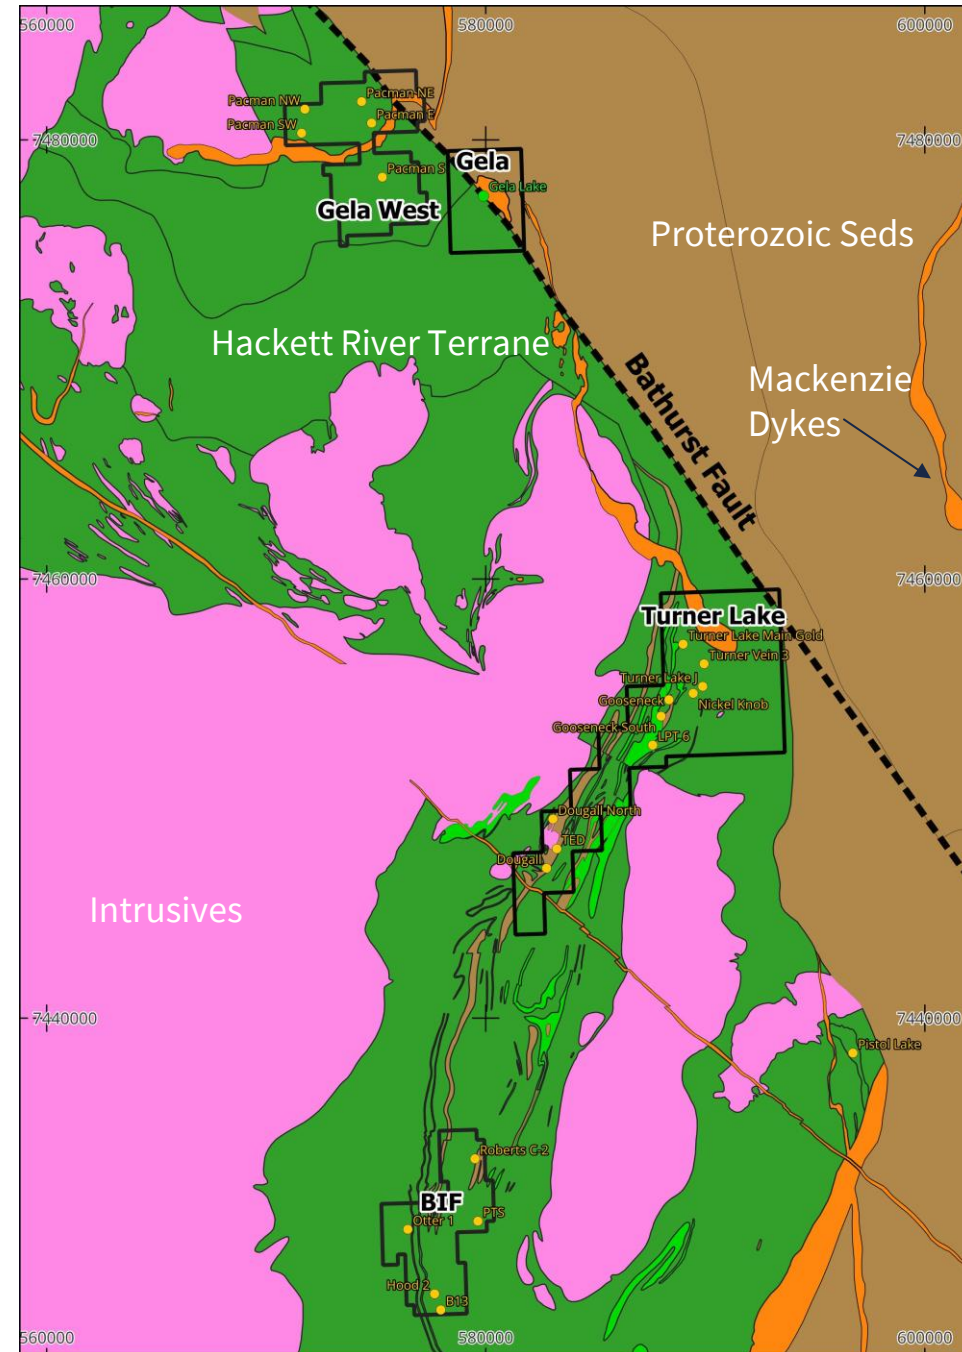 560000
580000
600000
Pacman NW
Pacman NE
Pacman SW
Pacman E
7480000
7480000
Gela
Pacman S
Gela Lake
Gela West
Proterozoic Seds
Hackett River Terrane
Bathurst Fault
Mackenzie
Dykes
7460000
7460000
Turner Lake
Turner Lake Main Gold
Turner Vein 3
Turner Lake J
Gooseneck
Nickel Knob
Gooseneck South
LPT 6
Dougall North
TED
Dougall
Intrusives
7440000
7440000
Pistol Lake
Roberts C-2
BIF
PTS
Otter 1
Hood 2
B13
560000
580000
600000